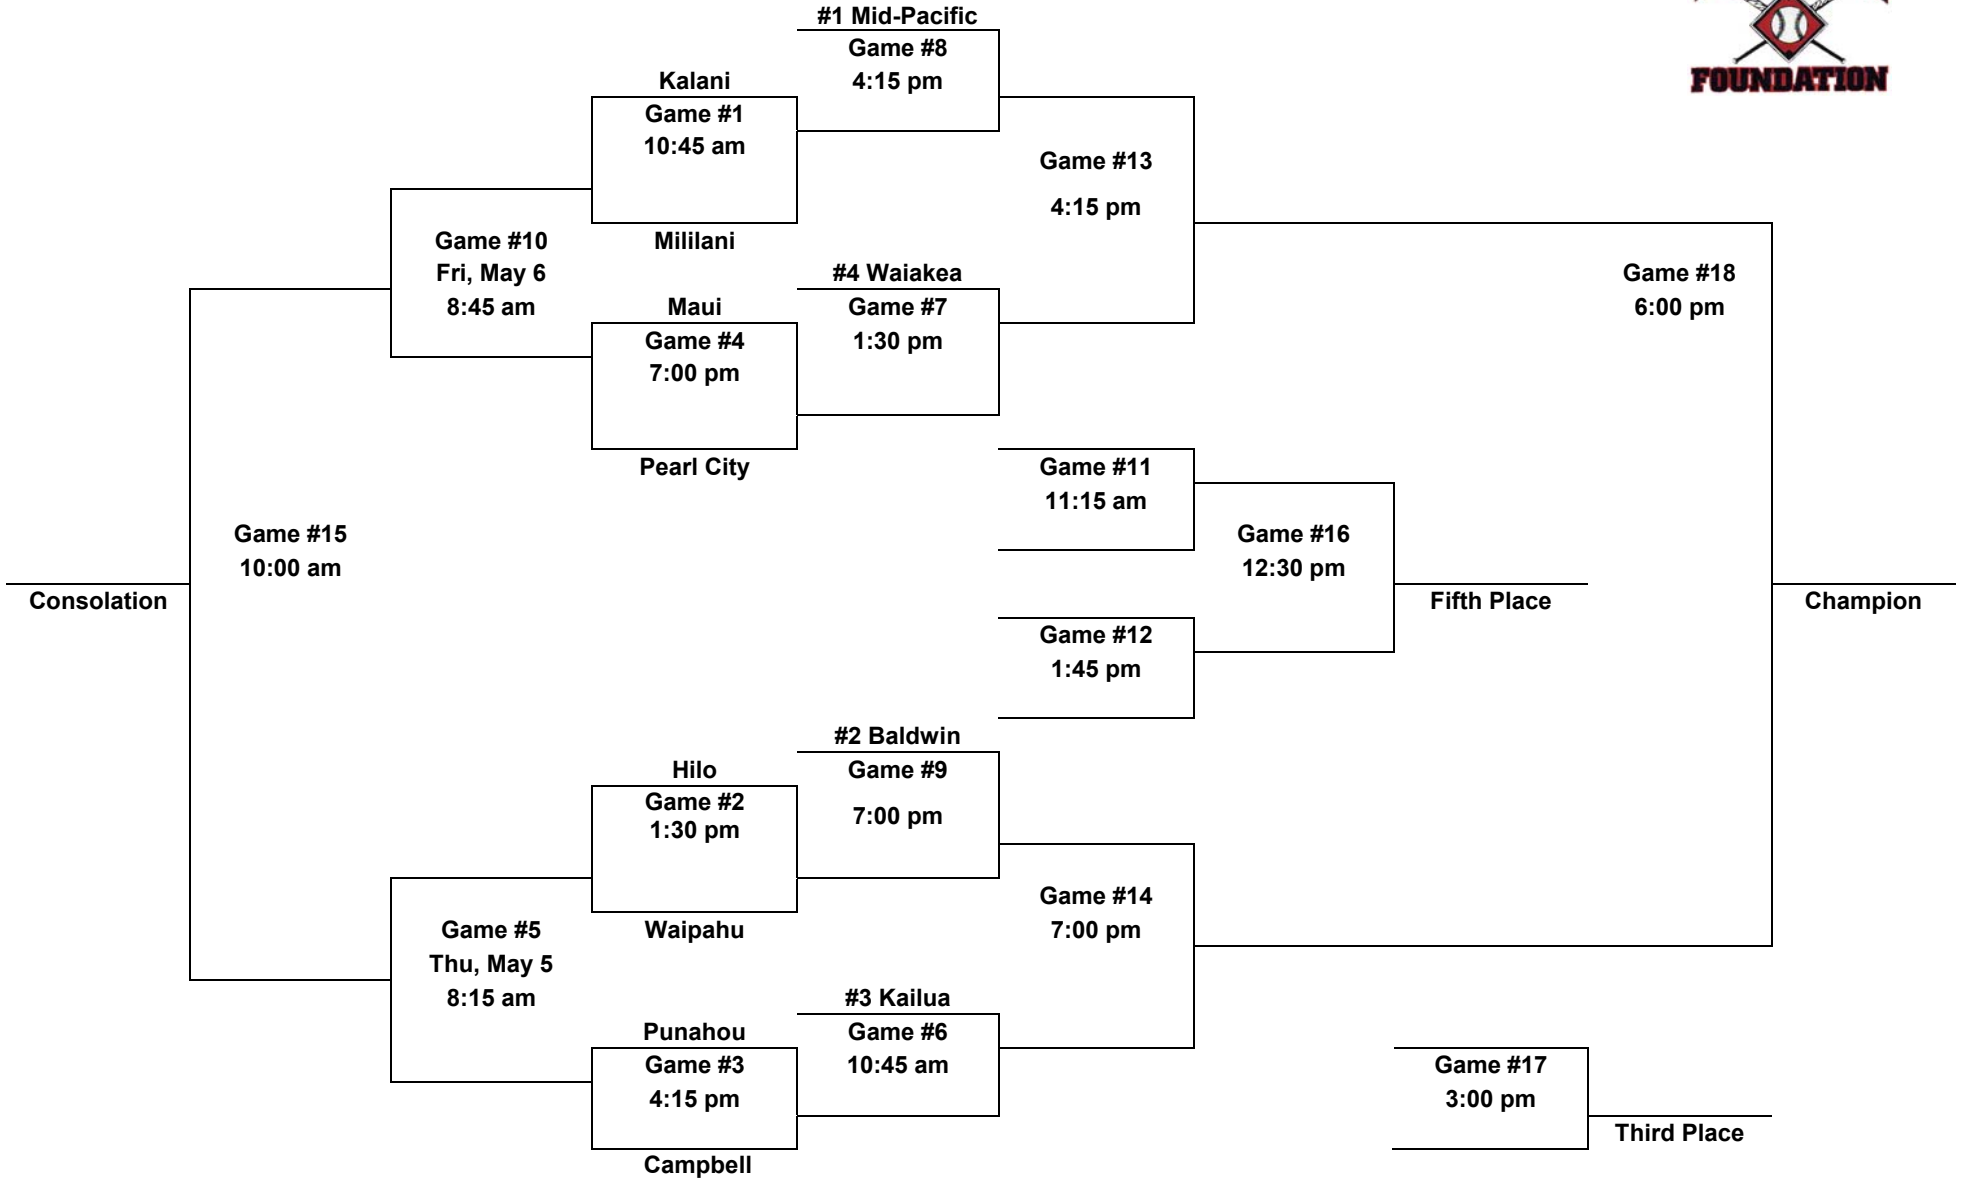 #1 Mid-Pacific
Game #8
4:15 pm
FOUNDATION
Kalani
Game #1
10:45 am
Mililani
Game #13
4:15 pm
Game #10
Fri, May 6
8:45 am
#4 Waiakea
Game #7
1:30 pm
Game #18
6:00 pm
Maui
Game #4
7:00 pm
Pearl City
Game #11
11:15 am
Game #15
10:00 am
Game #16
12:30 pm
Consolation
Fifth Place
Champion
Game #12
1:45 pm
#2 Baldwin
Game #9
7:00 pm
Hilo
Game #2
1:30 pm
Waipahu
Game #14
7:00 pm
Game #5
Thu, May 5
8:15 am
#3 Kailua
Game #6
10:45 am
Punahou
Game #3
4:15 pm
Campbell
Game #17
3:00 pm
Third Place